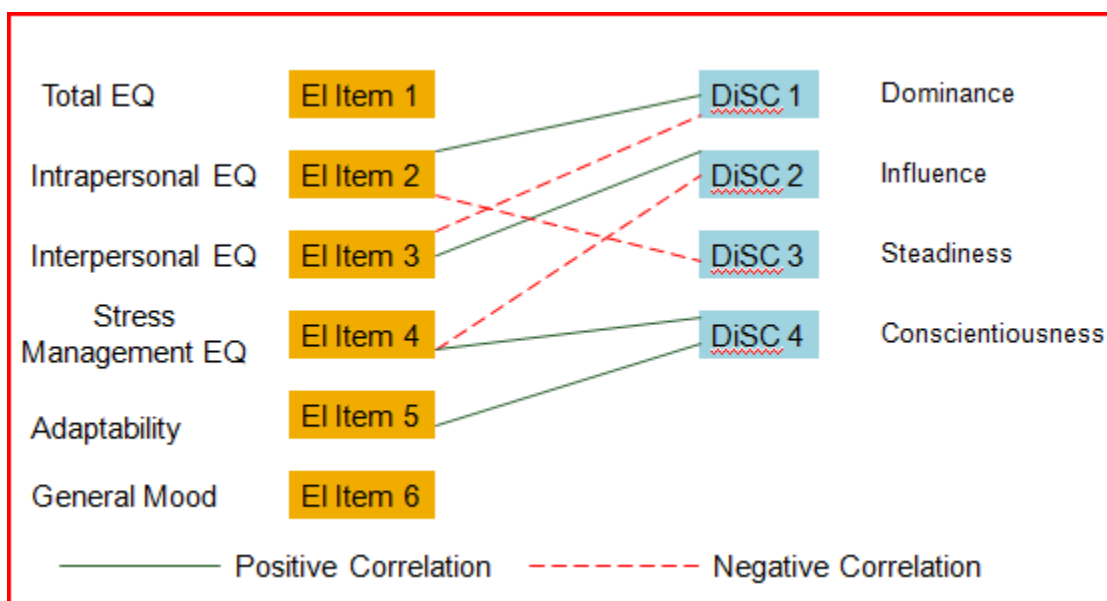 Total EQ EI Item 1 DiSC 1 Dominance
Intrapersonal EQ EI Item 2 DiSC 2 Influence
Interpersonal EQ EI Item 3 DiSC 3 Steadiness
Stress
Management EQ EI Item 4 DiSC 4 Conscientiousness
Adaptability EI Item 5
General Mood EI Item 6
Positive Correlation Negative Correlation